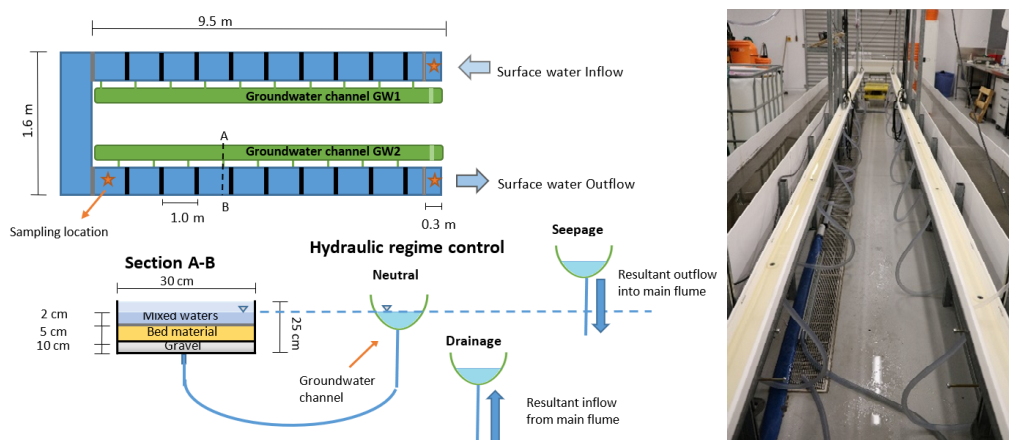 9.5 m
1.6 m
Surface water Inflow
Groundwater channel GW1
A
Groundwater channel GW2
Surface water Outflow
B
1.0 m
0.3 m
Sampling location
Hydraulic regime control
Seepage
Section A-B
Neutral
30 cm
Resultant outflow
into main flume
2 cm
Mixed waters
5 cm
Bed material
10 cm
Gravel
25 cm
Drainage
Groundwater
channel
Resultant inflow
from main flume